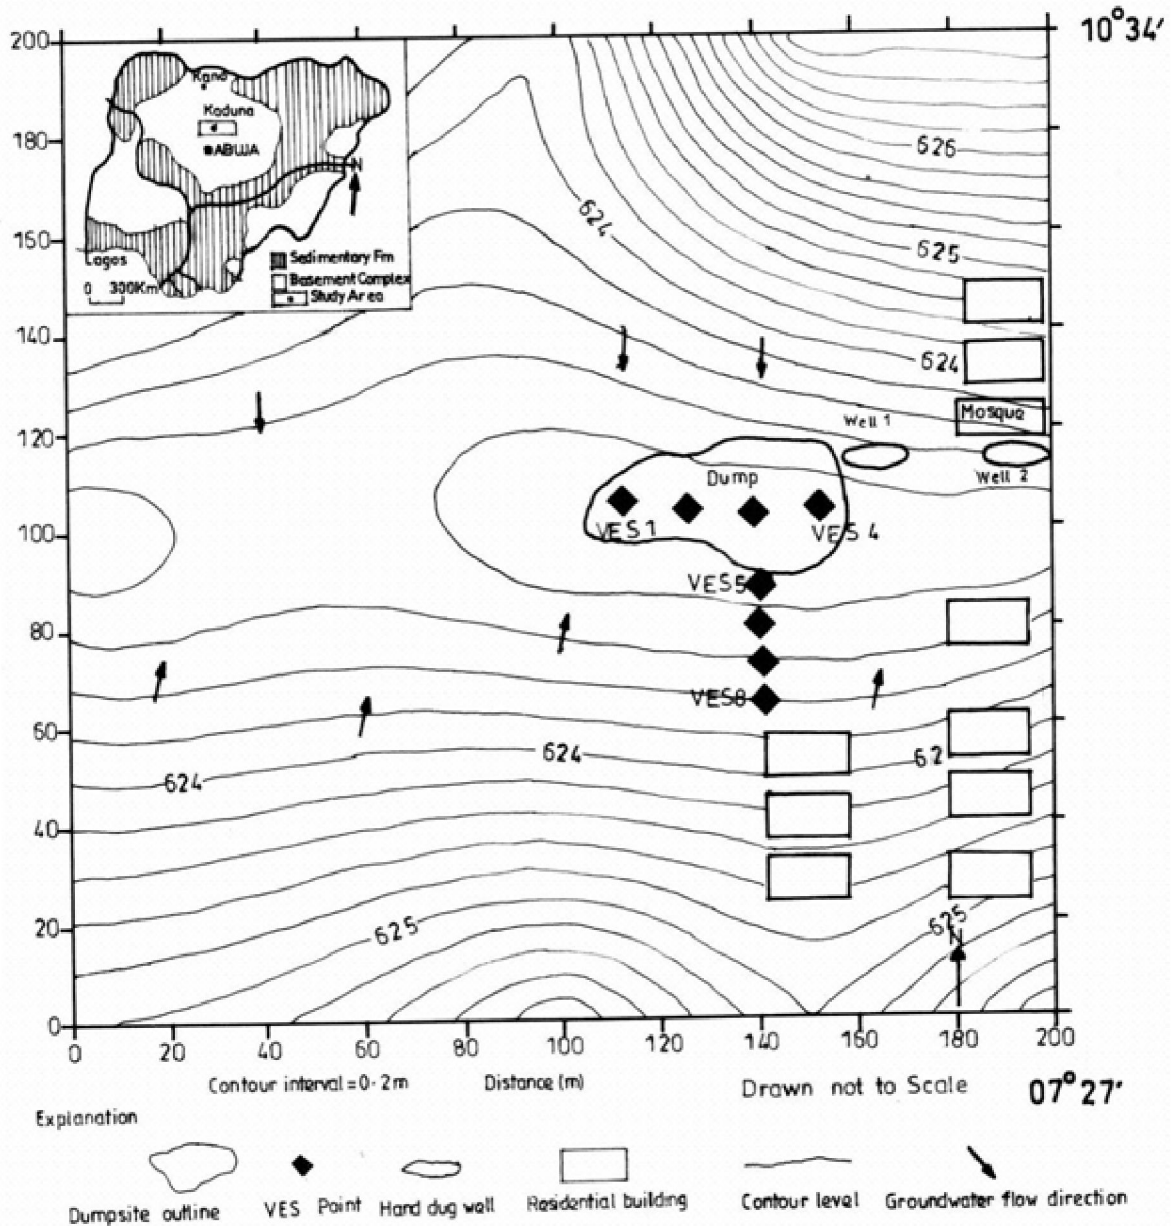 10°34′
200
180
150
140
120
100
80
60
40
20
0
0
20
40
60
80
100
120
140
160
180
200
Kano
Kaduna
ABUJA
N
Lagos
Sedimentary Fm
Basement Complex
Study Area
0 300Km
626
624
625
624
Mosque
Well 1
Well 2
Dump
VES 1
VES 4
VES5
VES8
624
624
62
625
625
N
Contour interval = 0·2m
Distance (m)
Drawn not to Scale
07°27′
Explanation
Dumpsite outline
VES Point
Hand dug well
Residential building
Contour level
Groundwater flow direction